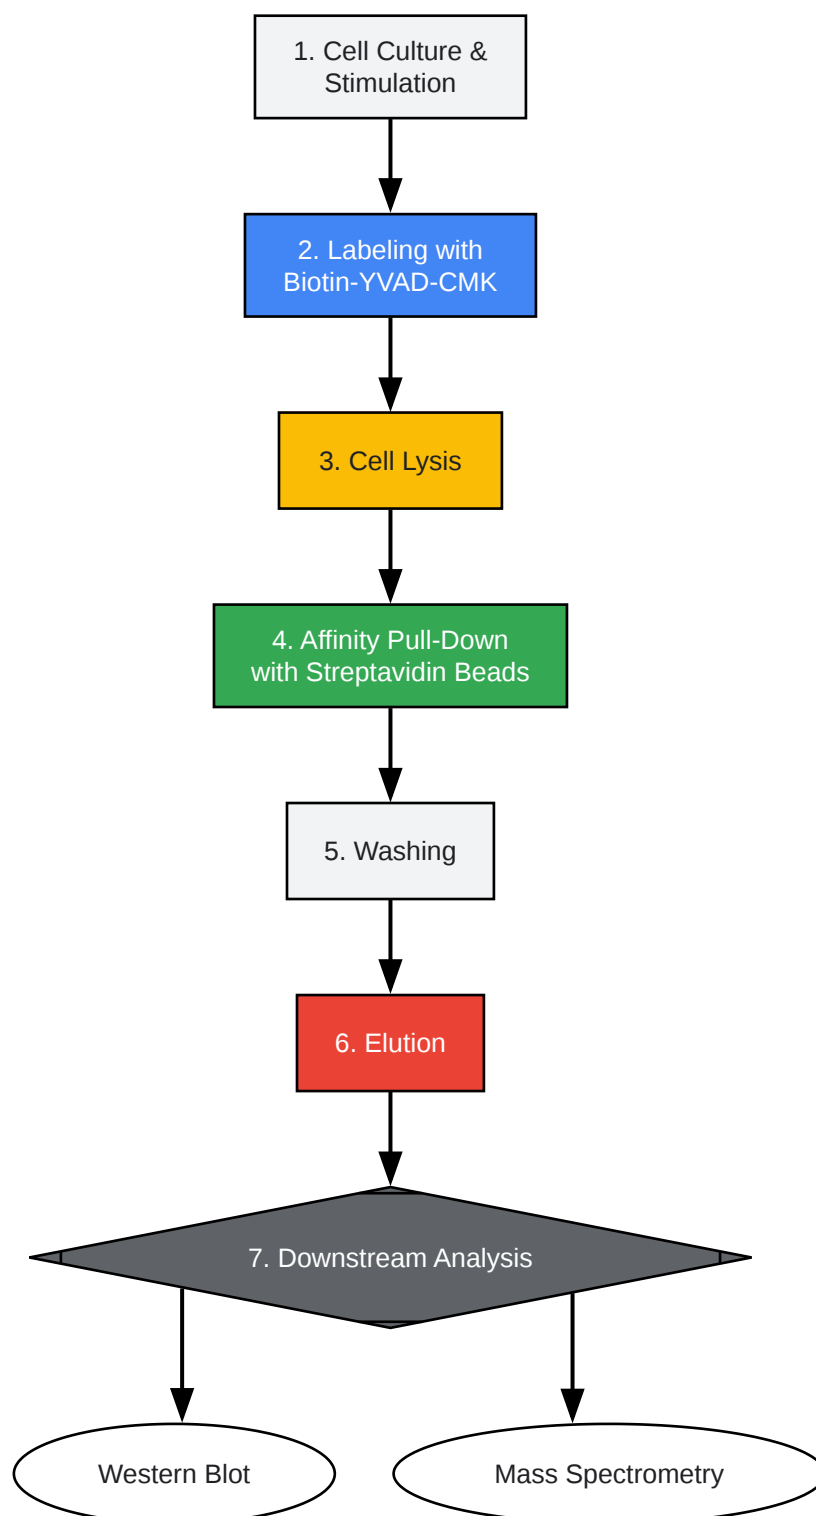 1. Cell Culture &
Stimulation
2. Labeling with
Biotin-YVAD-CMK
3. Cell Lysis
4. Affinity Pull-Down
with Streptavidin Beads
5. Washing
6. Elution
7. Downstream Analysis
Western Blot
Mass Spectrometry